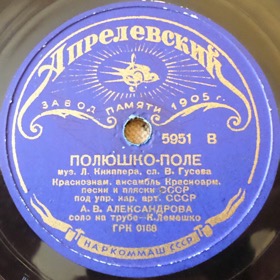 Апрелевский
ЗАВОД ПАМЯТИ 1905 г.
5951 В
ПОЛЮШКО-ПОЛЕ
муз. Л. Книппера, сл. В. Гусева
Краснознам. ансамбль Красноарм.
песни и пляски СССР
под упр. нар. арт. СССР
А. В. АЛЕКСАНДРОВА
соло на трубе - К. Лемешко
ГРК 0188
НАРКОММАШ СССР